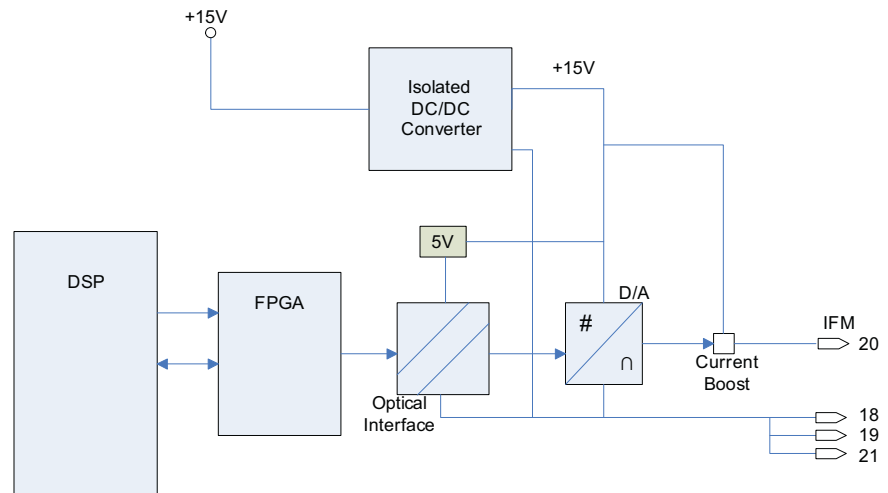 +15V
Isolated
DC/DC
Converter
+15V
5V
DSP
FPGA
D/A
#
∩
IFM
20
Current
Boost
Optical
Interface
18
19
21